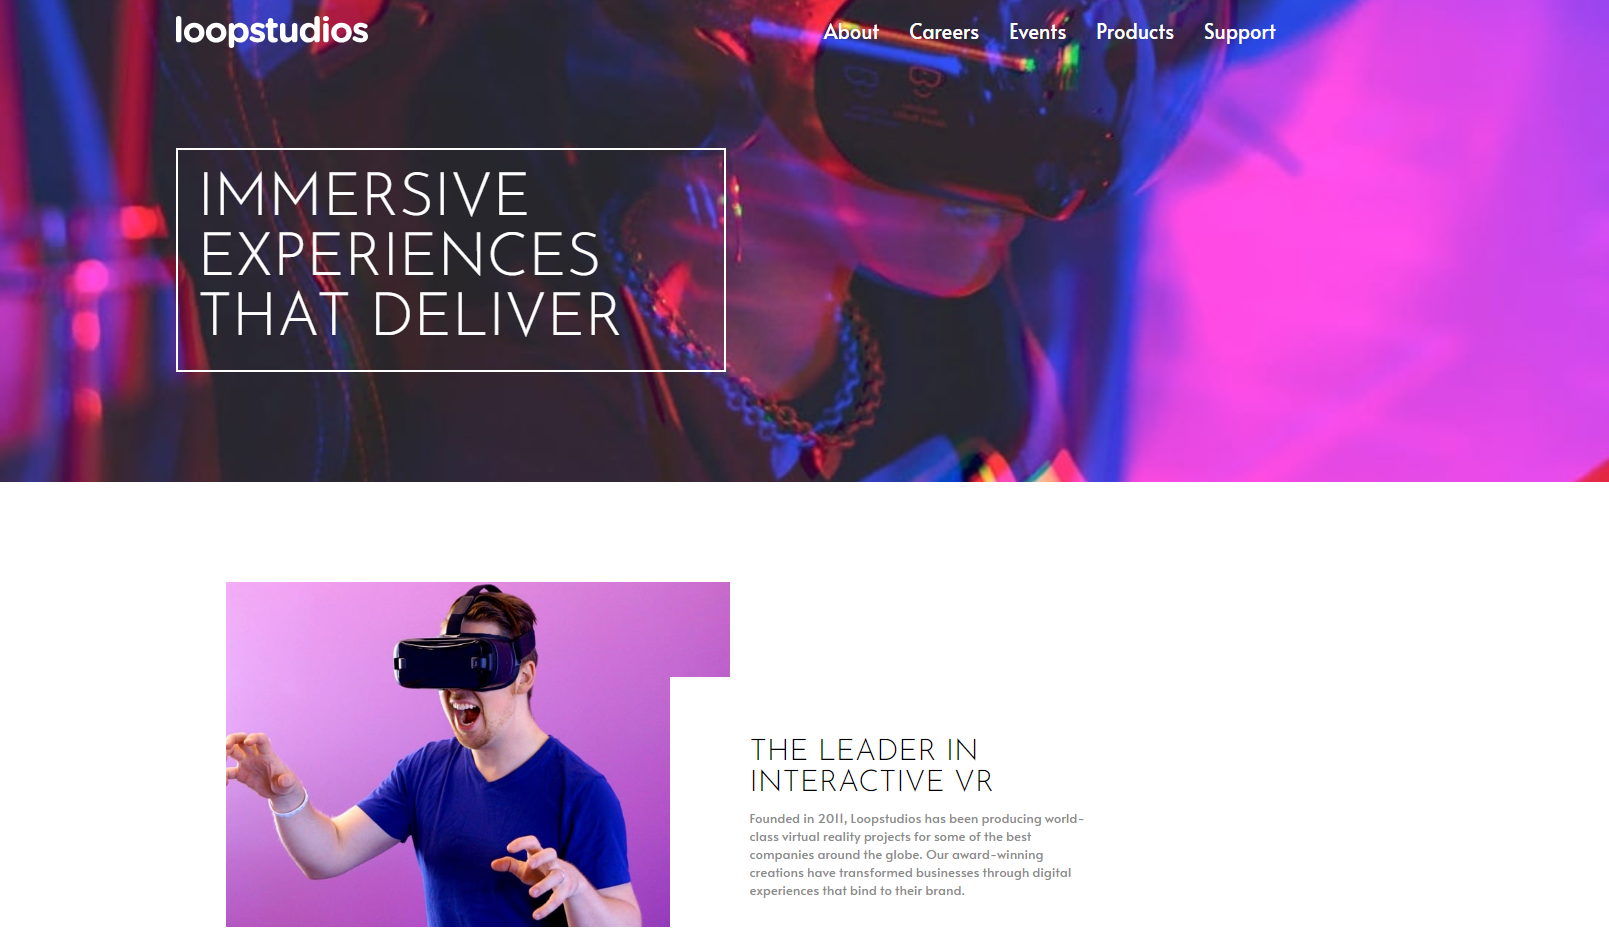 loopstudios
About Careers Events Products Support
IMMERSIVE
EXPERIENCES
THAT DELIVER
THE LEADER IN
INTERACTIVE VR
Founded in 2011, Loopstudios has been producing world-
class virtual reality projects for some of the best
companies around the globe. Our award-winning
creations have transformed businesses through digital
experiences that bind to their brand.